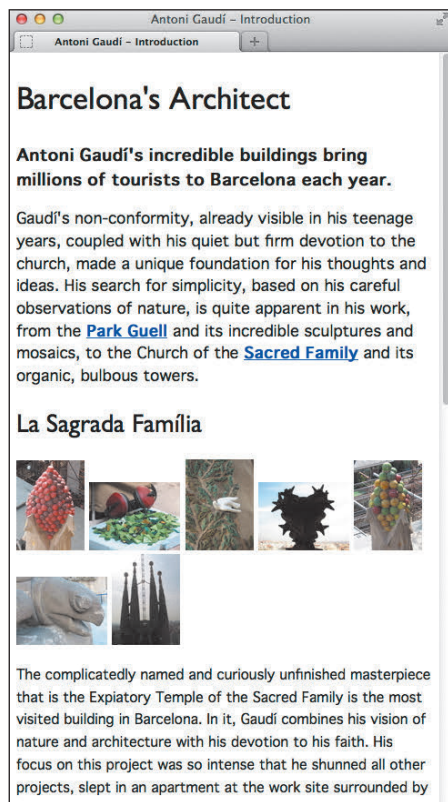 Antoni Gaudí – Introduction
Antoni Gaudí – Introduction
Barcelona's Architect
Antoni Gaudí's incredible buildings bring
millions of tourists to Barcelona each year.
Gaudí's non-conformity, already visible in his teenage
years, coupled with his quiet but firm devotion to the
church, made a unique foundation for his thoughts and
ideas. His search for simplicity, based on his careful
observations of nature, is quite apparent in his work,
from the Park Guell and its incredible sculptures and
mosaics, to the Church of the Sacred Family and its
organic, bulbous towers.
La Sagrada Família
The complicatedly named and curiously unfinished masterpiece
that is the Expiatory Temple of the Sacred Family is the most
visited building in Barcelona. In it, Gaudí combines his vision of
nature and architecture with his devotion to his faith. His
focus on this project was so intense that he shunned all other
projects, slept in an apartment at the work site surrounded by